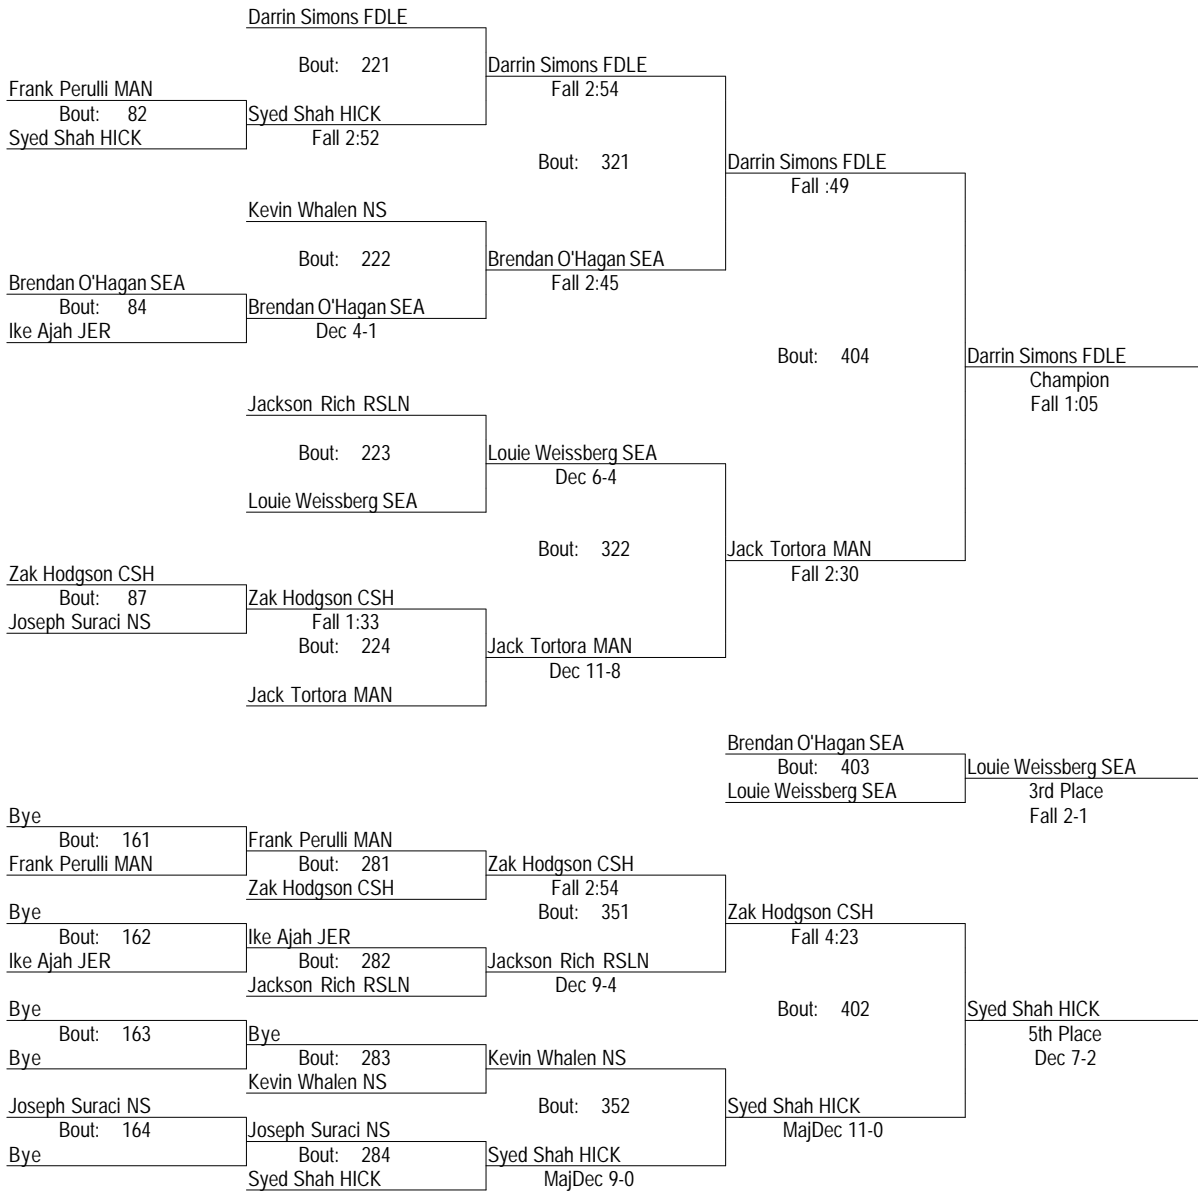 Darrin Simons FDLE
Bout: 221
Darrin Simons FDLE
Frank Perulli MAN
Fall 2:54
Bout: 82
Syed Shah HICK
Syed Shah HICK
Fall 2:52
Bout: 321
Darrin Simons FDLE
Fall :49
Kevin Whalen NS
Bout: 222
Brendan O'Hagan SEA
Brendan O'Hagan SEA
Fall 2:45
Bout: 84
Brendan O'Hagan SEA
Ike Ajah JER
Dec 4-1
Bout: 404
Darrin Simons FDLE
Champion
Fall 1:05
Jackson Rich RSLN
Bout: 223
Louie Weissberg SEA
Dec 6-4
Louie Weissberg SEA
Bout: 322
Jack Tortora MAN
Fall 2:30
Zak Hodgson CSH
Bout: 87
Zak Hodgson CSH
Joseph Suraci NS
Fall 1:33
Bout: 224
Jack Tortora MAN
Dec 11-8
Jack Tortora MAN
Brendan O'Hagan SEA
Bout: 403
Louie Weissberg SEA
Louie Weissberg SEA
3rd Place
Fall 2-1
Bye
Bout: 161
Frank Perulli MAN
Frank Perulli MAN
Bout: 281
Zak Hodgson CSH
Zak Hodgson CSH
Fall 2:54
Bye
Bout: 351
Zak Hodgson CSH
Bout: 162
Ike Ajah JER
Fall 4:23
Ike Ajah JER
Bout: 282
Jackson Rich RSLN
Jackson Rich RSLN
Dec 9-4
Bye
Bout: 402
Syed Shah HICK
Bout: 163
Bye
5th Place
Bye
Bout: 283
Kevin Whalen NS
Dec 7-2
Kevin Whalen NS
Joseph Suraci NS
Bout: 352
Syed Shah HICK
Bout: 164
Joseph Suraci NS
MajDec 11-0
Bye
Bout: 284
Syed Shah HICK
Syed Shah HICK
MajDec 9-0